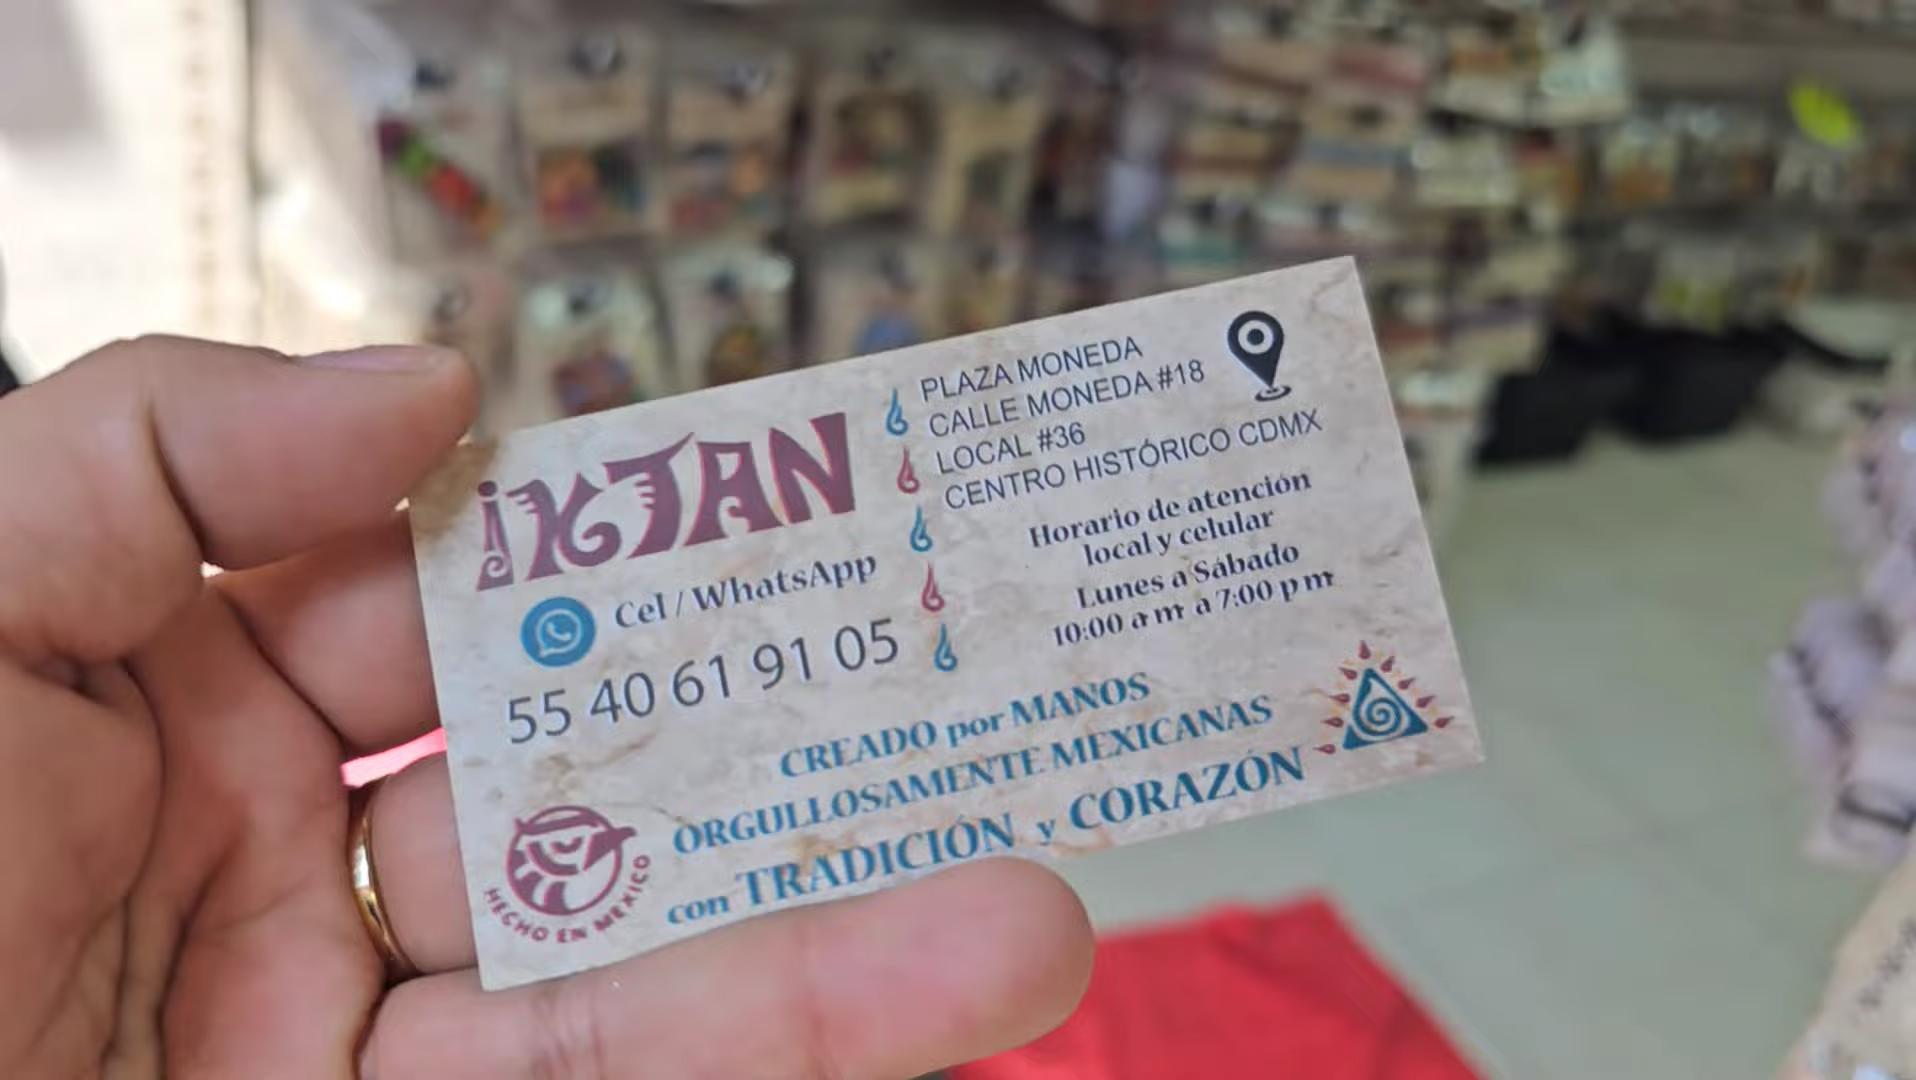 iKTAN
Cel / WhatsApp
55 40 61 91 05
PLAZA MONEDA
CALLE MONEDA #18
LOCAL #36
CENTRO HISTÓRICO CDMX
Horario de atención
local y celular
Lunes a Sábado
10:00 a m a 7:00 p m
CREADO por MANOS
ORGULLOSAMENTE MEXICANAS
con TRADICIÓN y CORAZÓN
HECHO EN MEXICO